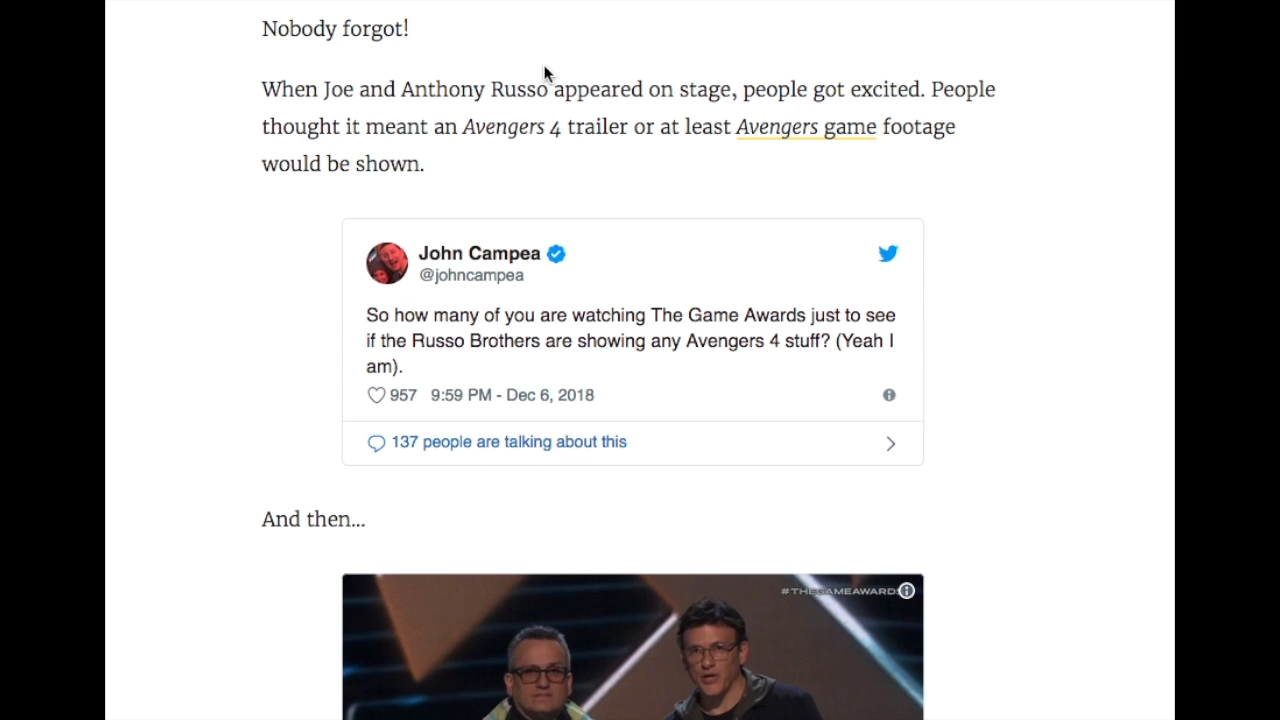 Nobody forgot!
When Joe and Anthony Russo appeared on stage, people got excited. People
thought it meant an Avengers 4 trailer or at least Avengers game footage
would be shown.
John Campea
@johncampea
So how many of you are watching The Game Awards just to see
if the Russo Brothers are showing any Avengers 4 stuff? (Yeah I
am).
957 9:59 PM - Dec 6, 2018
137 people are talking about this
And then...
#THEGAMEAWARDS